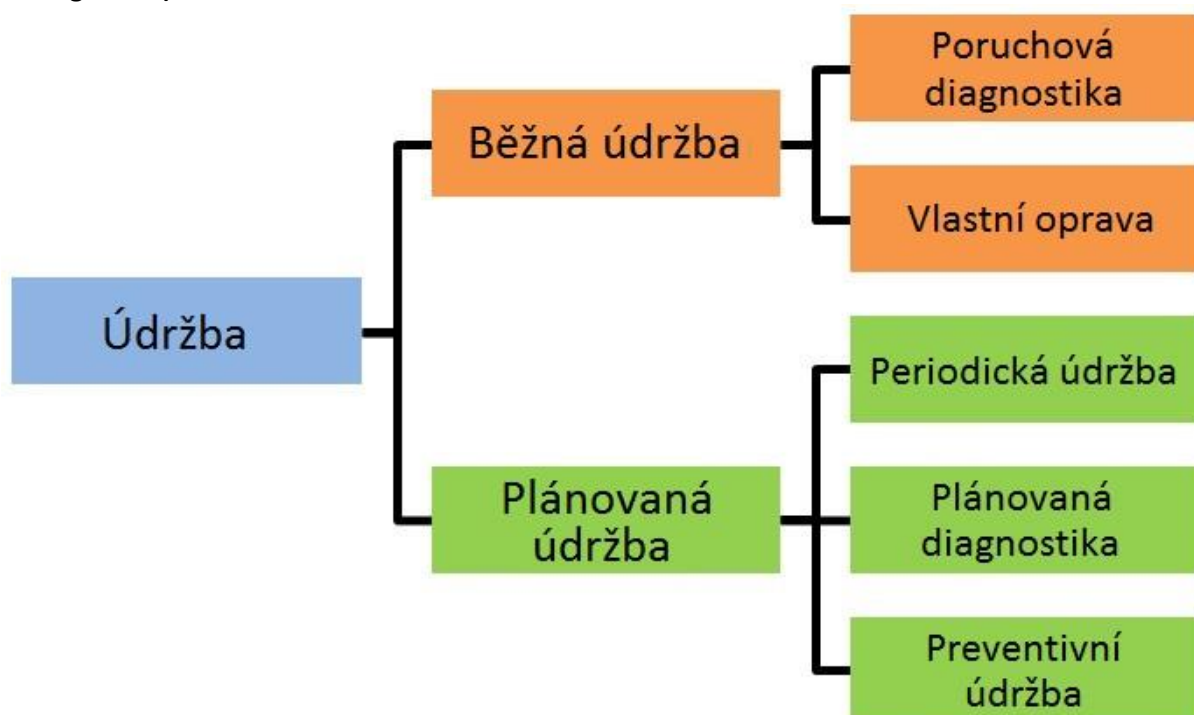 Poruchová
diagnostika
Běžná údržba
Vlastní oprava
Údržba
Periodická údržba
Plánovaná
údržba
Plánovaná
diagnostika
Preventivní
údržba